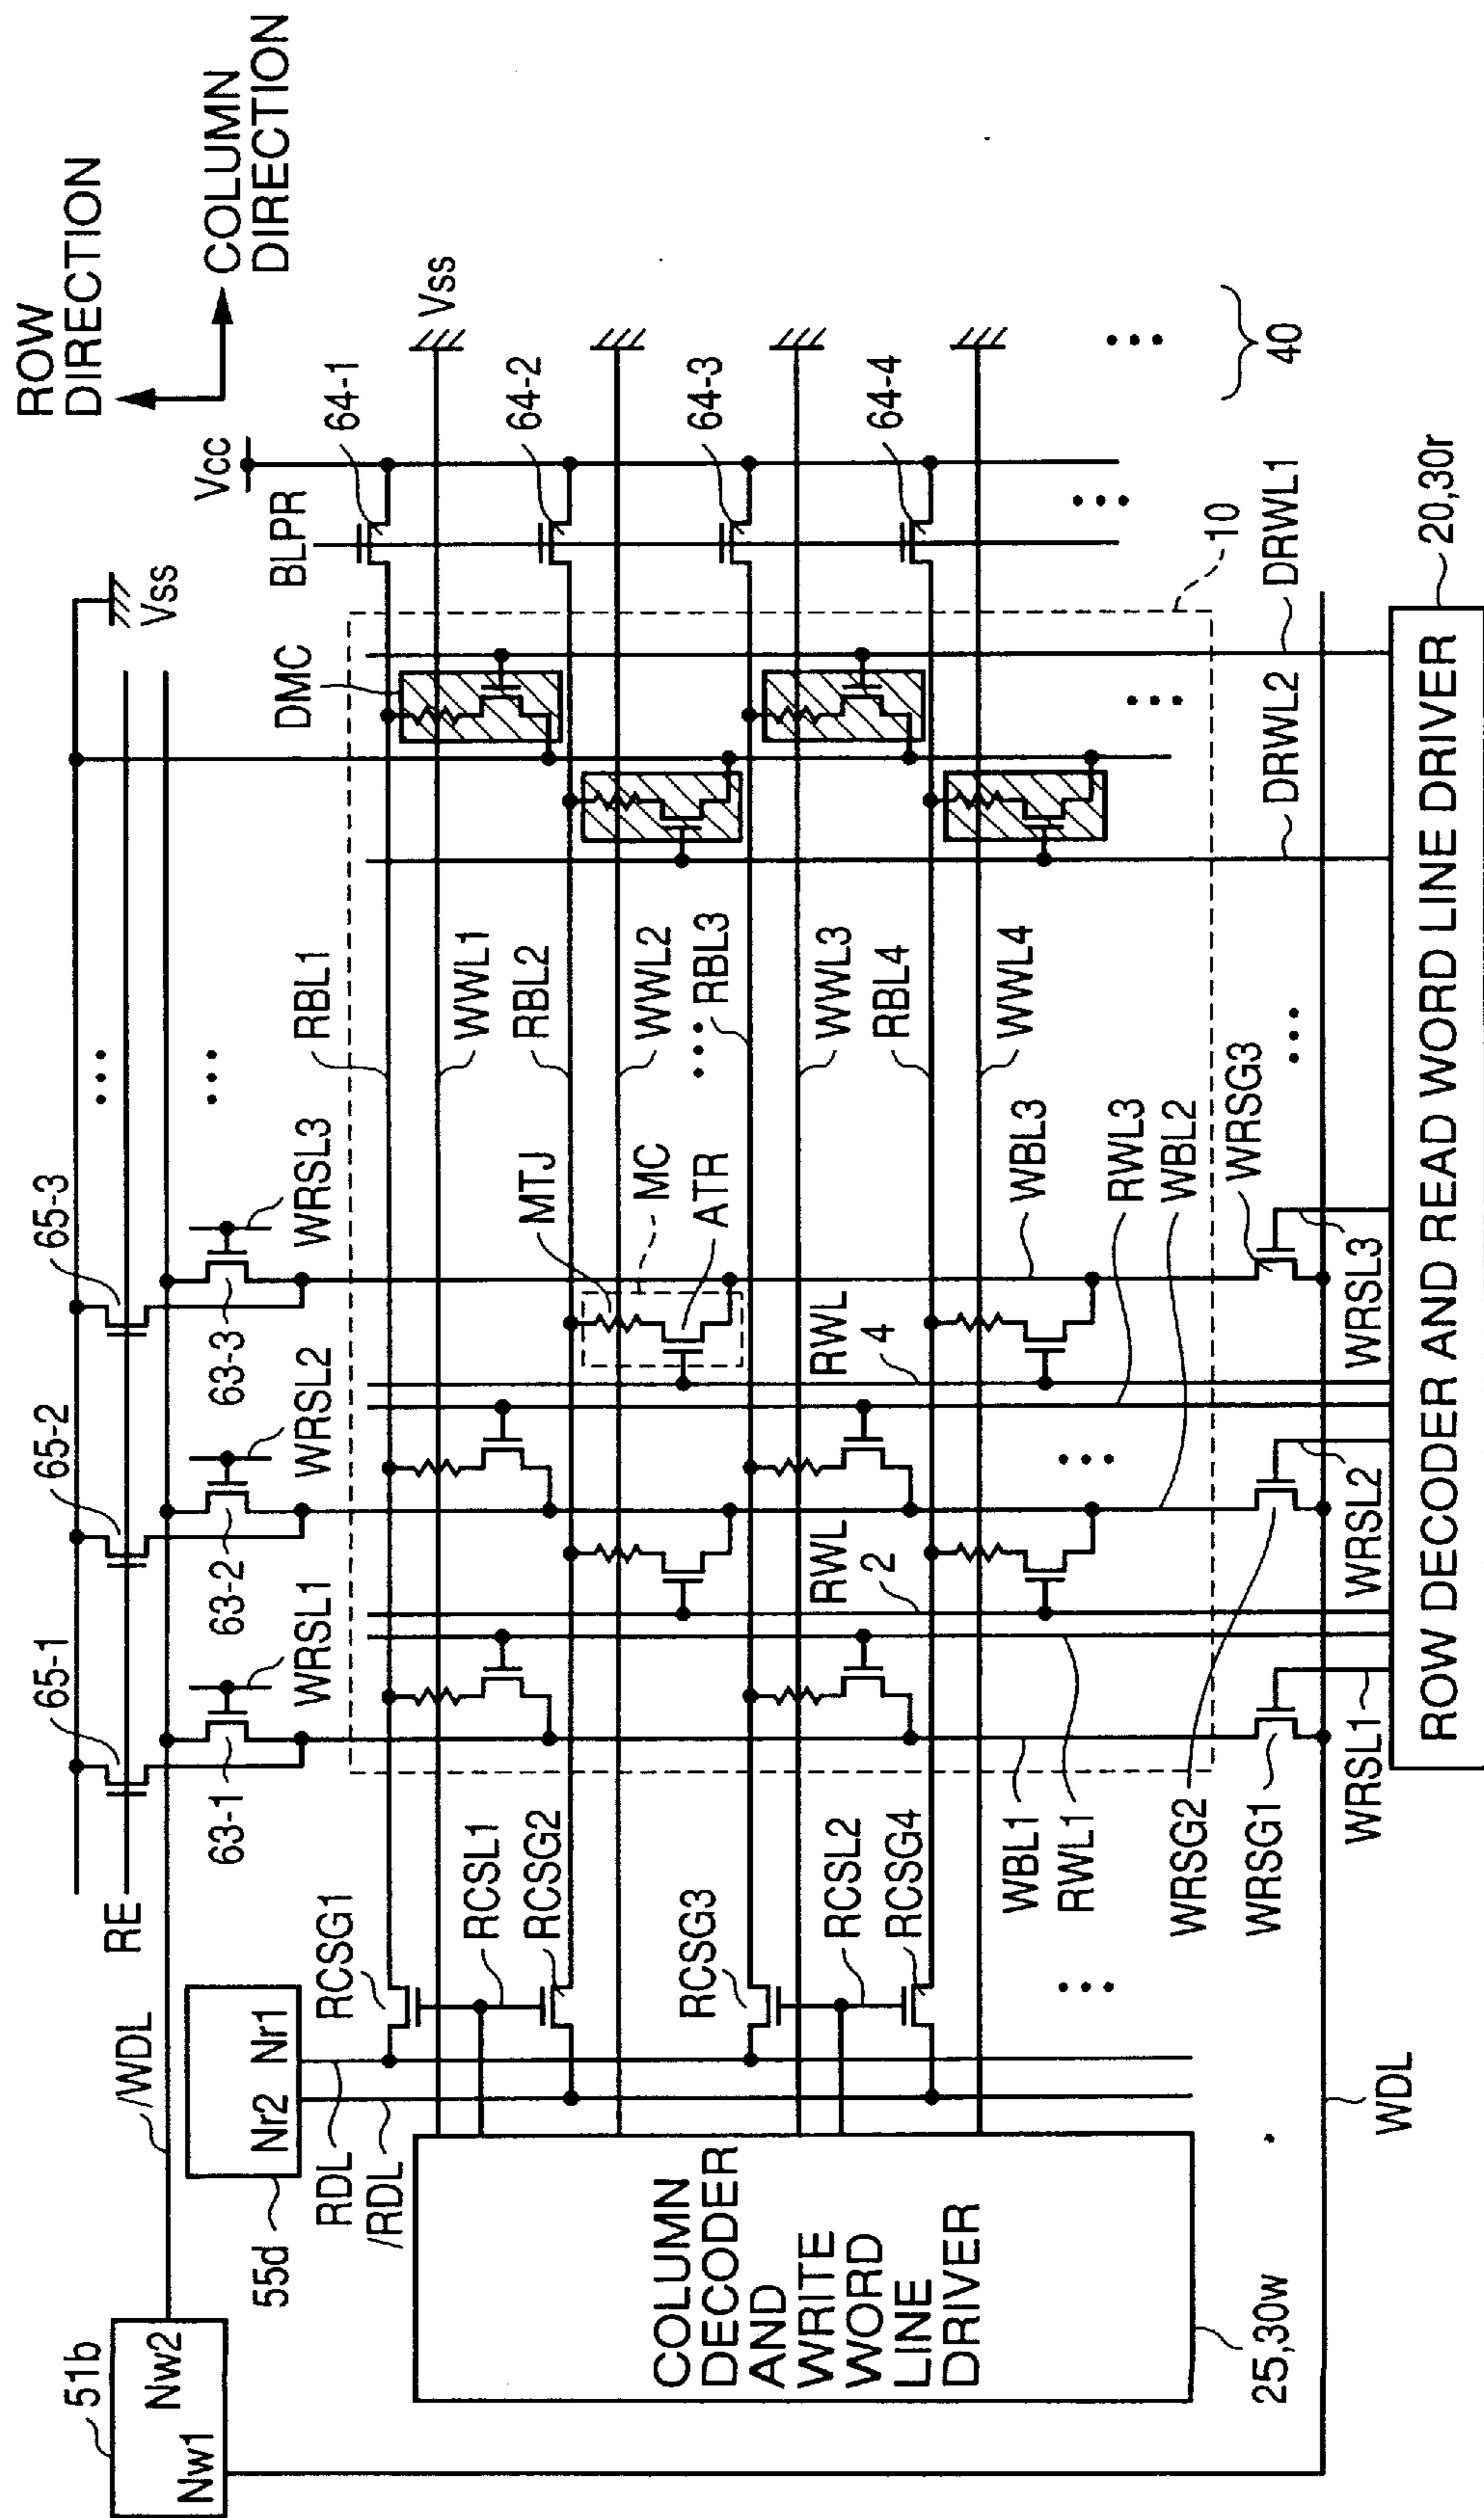 ROW
DIRECTION
COLUMN
DIRECTION
51b
Nw1
Nw2
/WDL
RE
65-1
65-2
65-3
...
Vss
Vcc
BLPR
55d
Nr2
Nr1
RDL
/RDL
63-1
WRSL1
63-2
WRSL2
63-3
WRSL3
...
RCSG1
RBL1
DMC
64-1
Vss
WWL1
RCSL1
RCSG2
RBL2
64-2
MTJ
MC
ATR
WWL2
... RBL3
RCSG3
64-3
RWL
2
RWL
4
WWL3
RCSL2
RCSG4
RBL4
64-4
WWL4
COLUMN
DECODER
AND
WRITE
WORD
LINE
DRIVER
25,30w
WBL1
RWL1
WBL3
RWL3
WBL2
...
...
...
...
...
40
10
WRSG2
WRSG1
WRSG3
...
DRWL2
DRWL1
WDL
WRSL1
WRSL2
WRSL3
ROW DECODER AND READ WORD LINE DRIVER
20,30r